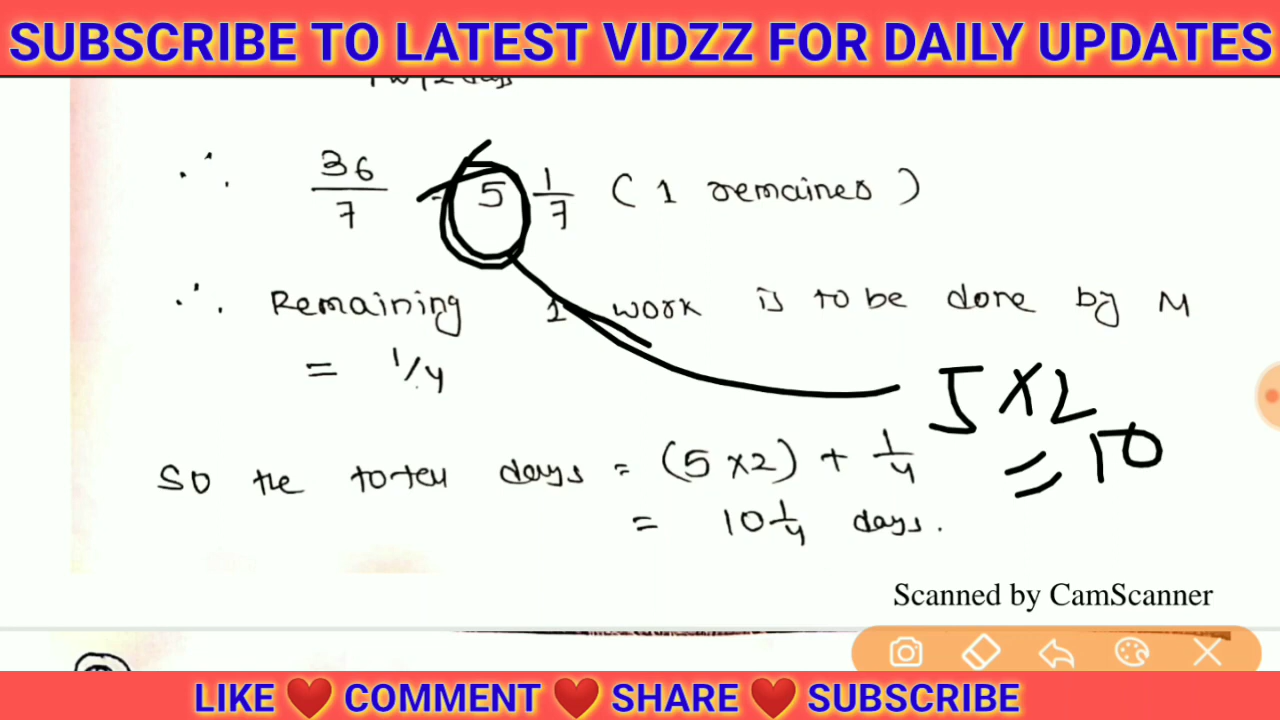 SUBSCRIBE TO LATEST VIDZZ FOR DAILY UPDATES
∴ 36/7 = 5 1/7 (1 remaines)
∴ Remaining 1 work is to be done by M
= 1/4
5×2
= 10
So the days = (5×2) + 1/4
= 10 1/4 days.
Scanned by CamScanner
LIKE ❤ COMMENT ❤ SHARE ❤ SUBSCRIBE